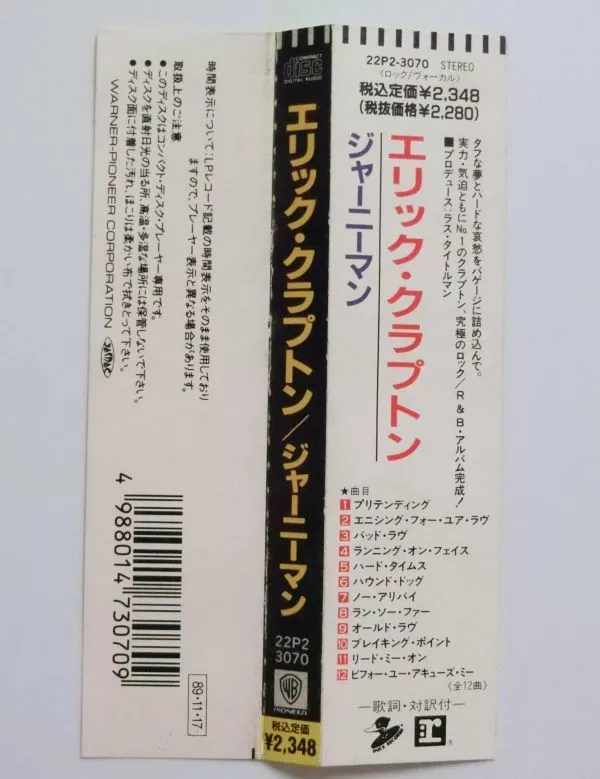 22P2-3070 STEREO
〈ロック/ヴォーカル〉
税込定価¥2,348
(税抜価格¥2,280)
タフな夢とハードな哀愁をパゲージに詰め込んで。
実力・気迫ともに№1のクラプトン、究極のロック/R&B・アルバム完成!
■プロデュース:ラス・タイトルマン
エリック・クラプトン
ジャーニーマン
★曲目
1 プリテンディング
2 エニシング・フォー・ユア・ラヴ
3 バッド・ラヴ
4 ランニング・オン・フェイス
5 ハード・タイムス
6 ハウンド・ドッグ
7 ノー・アリバイ
8 ラン・ソー・ファー
9 オールド・ラヴ
10 ブレイキング・ポイント
11 リード・ミー・オン
12 ビフォー・ユー・アキューズ・ミー
〈全12曲〉
—歌詞・対訳付—
DUCK RECORDS
r
®
COMPACT
disc
DIGITAL AUDIO
エリック・クラプトン/ジャーニーマン
22P2
3070
WB
PIONEER
税込定価
¥2,348
時間表示について:LPレコード記載の時間表示をそのまま使用しており
ますので、プレーヤー表示と異なる場合があります。
取扱上のご注意
●このディスクはコンパクト・ディスク・プレーヤー専用です。
●ディスクを直射日光の当る所、高温・多湿な場所には保管しないで下さい。
●ディスク面に付着した汚れ、ほこりは柔かい布で拭きとって下さい。
WARNER-PIONEER CORPORATION
4 988014 730709
89・11・17